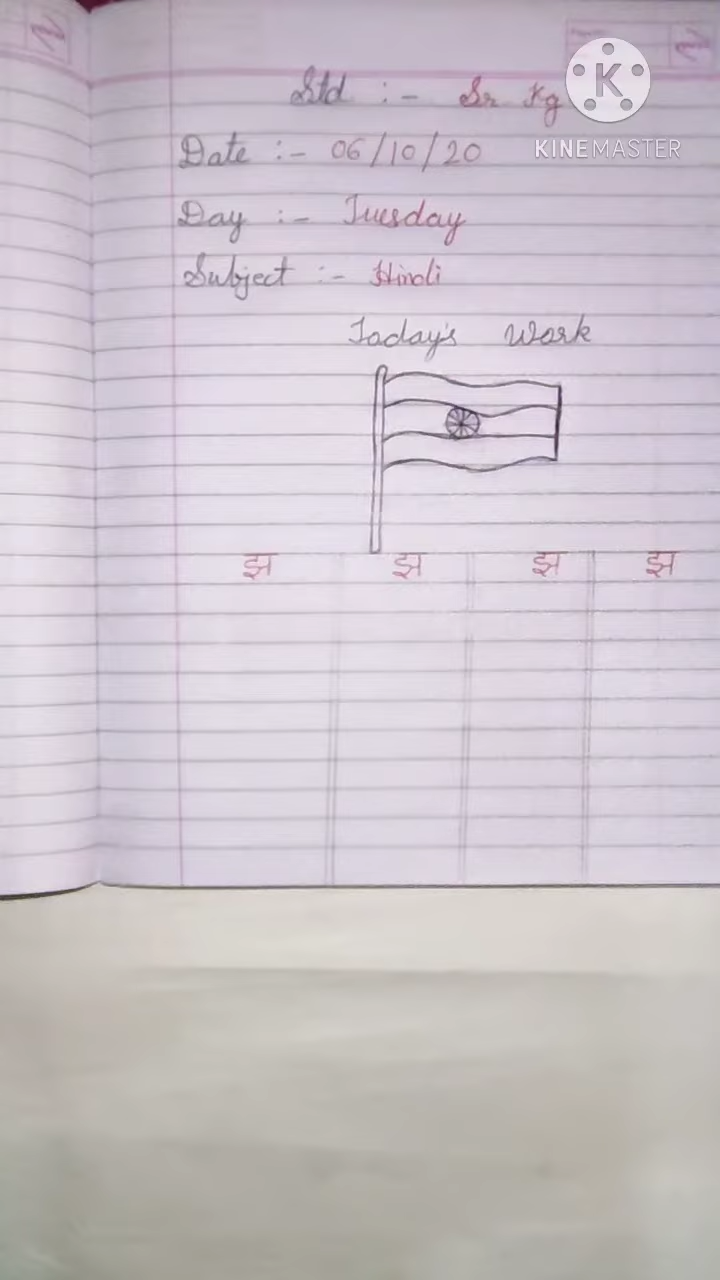 Std :- Sr Kg
K
KINEMASTER
Date :- 06/10/20
Day :- Tuesday
Subject :- Hindi
Today's Work
झ झ झ झ